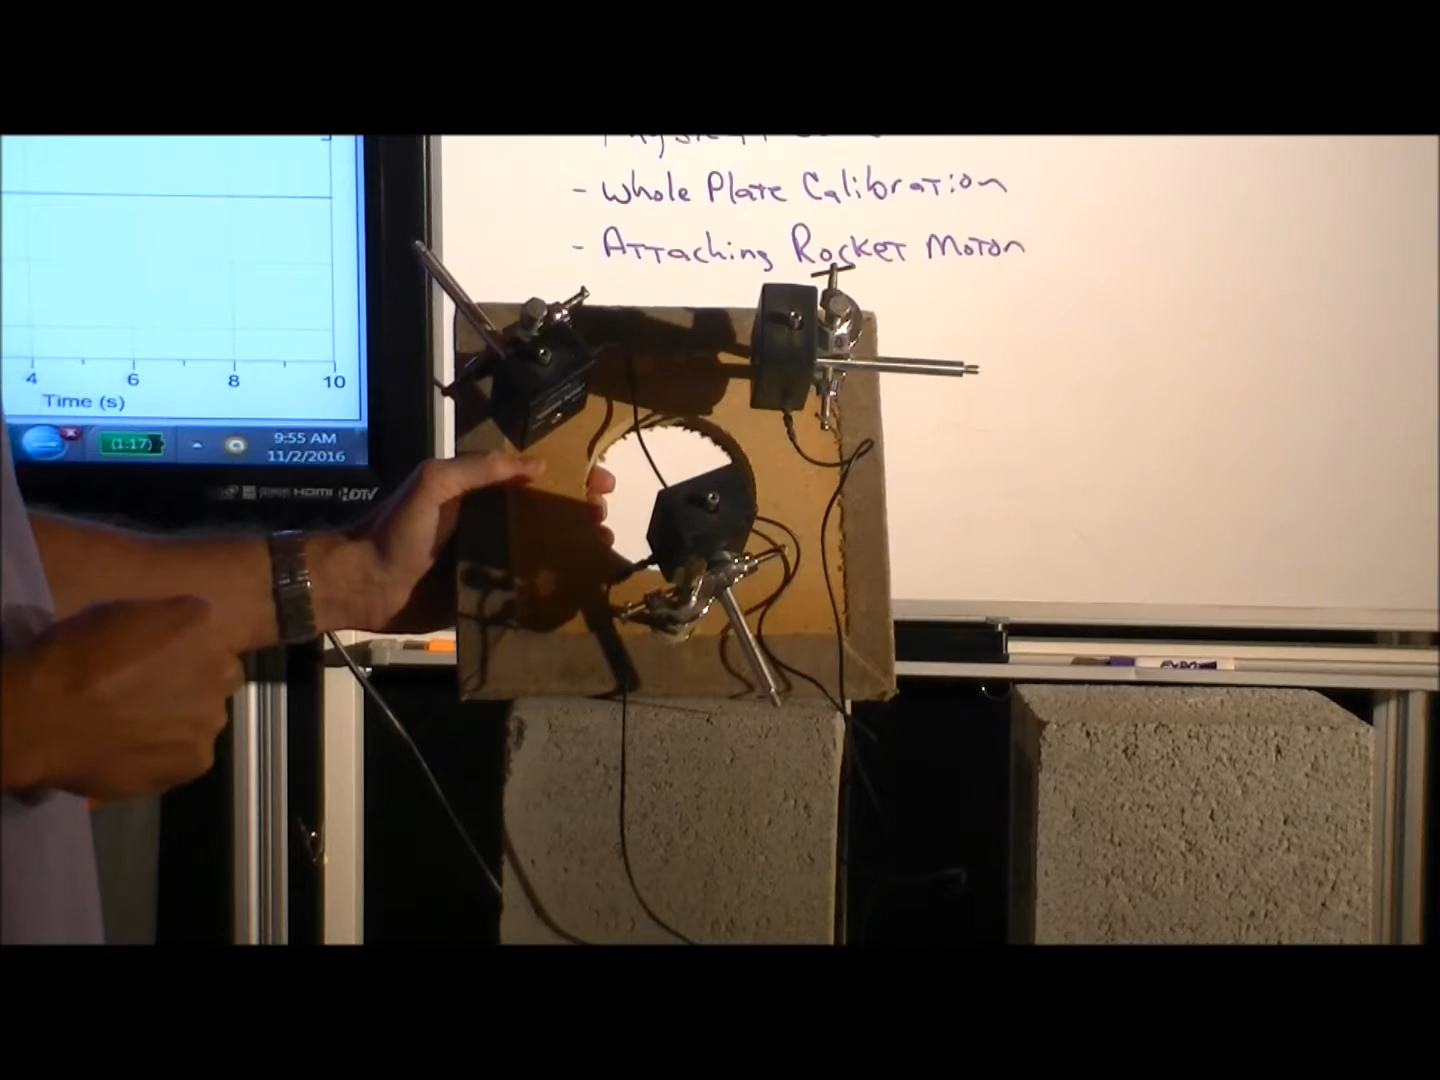 - Whole Plate Calibration
- Attaching Rocket Motor
4 6 8 10
Time (s)
(1:17)
9:55 AM
11/2/2016
HDMI HDTV
EXPO